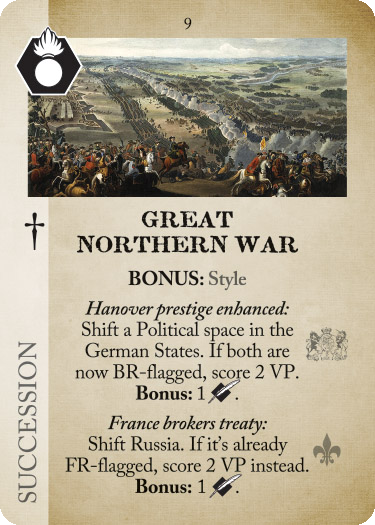 9
GREAT
NORTHERN WAR
BONUS: Style
Hanover prestige enhanced:
Shift a Political space in the
German States. If both are
now BR-flagged, score 2 VP.
Bonus: 1 .
France brokers treaty:
Shift Russia. If it's already
FR-flagged, score 2 VP instead.
Bonus: 1 .
SUCCESSION